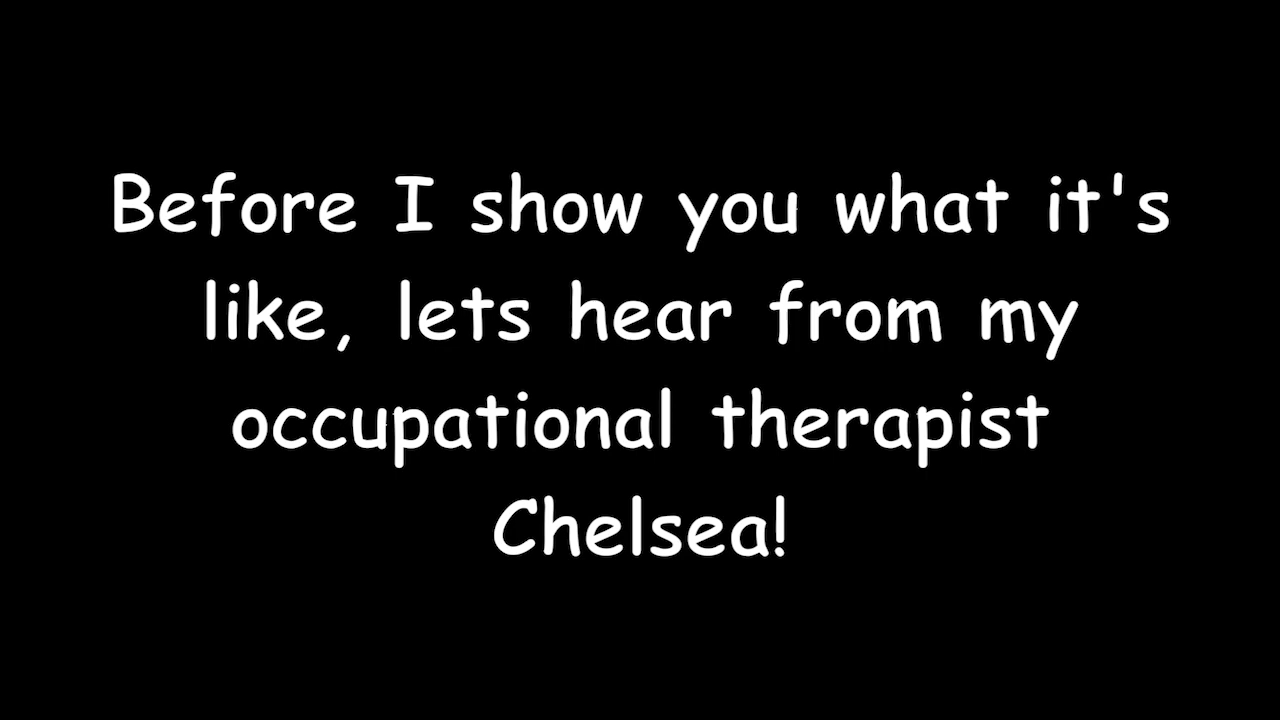 Before I show you what it's
like, lets hear from my
occupational therapist
Chelsea!